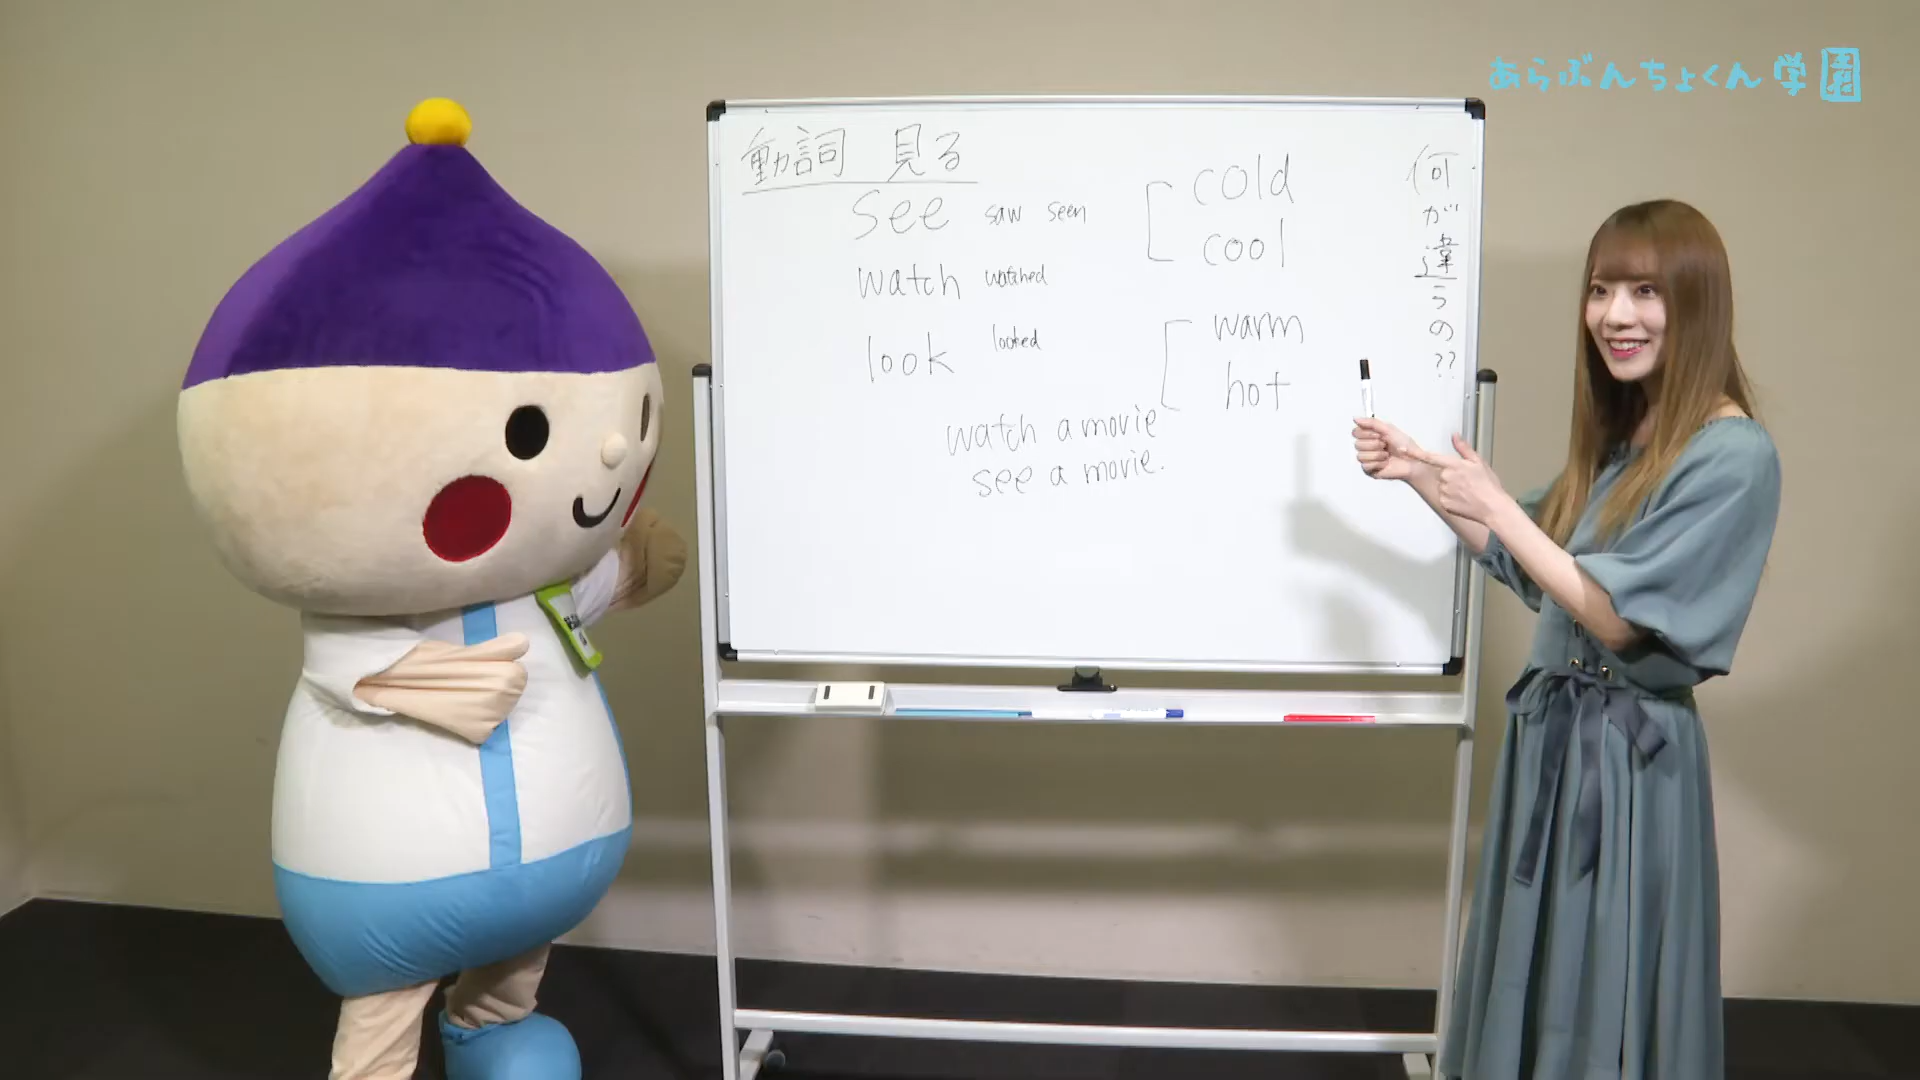 あらぶんちょくん学園
動詞 見る
see saw seen
watch watched
look looked
watch a movie
see a movie.
cold
cool
warm
hot
何が違うの??